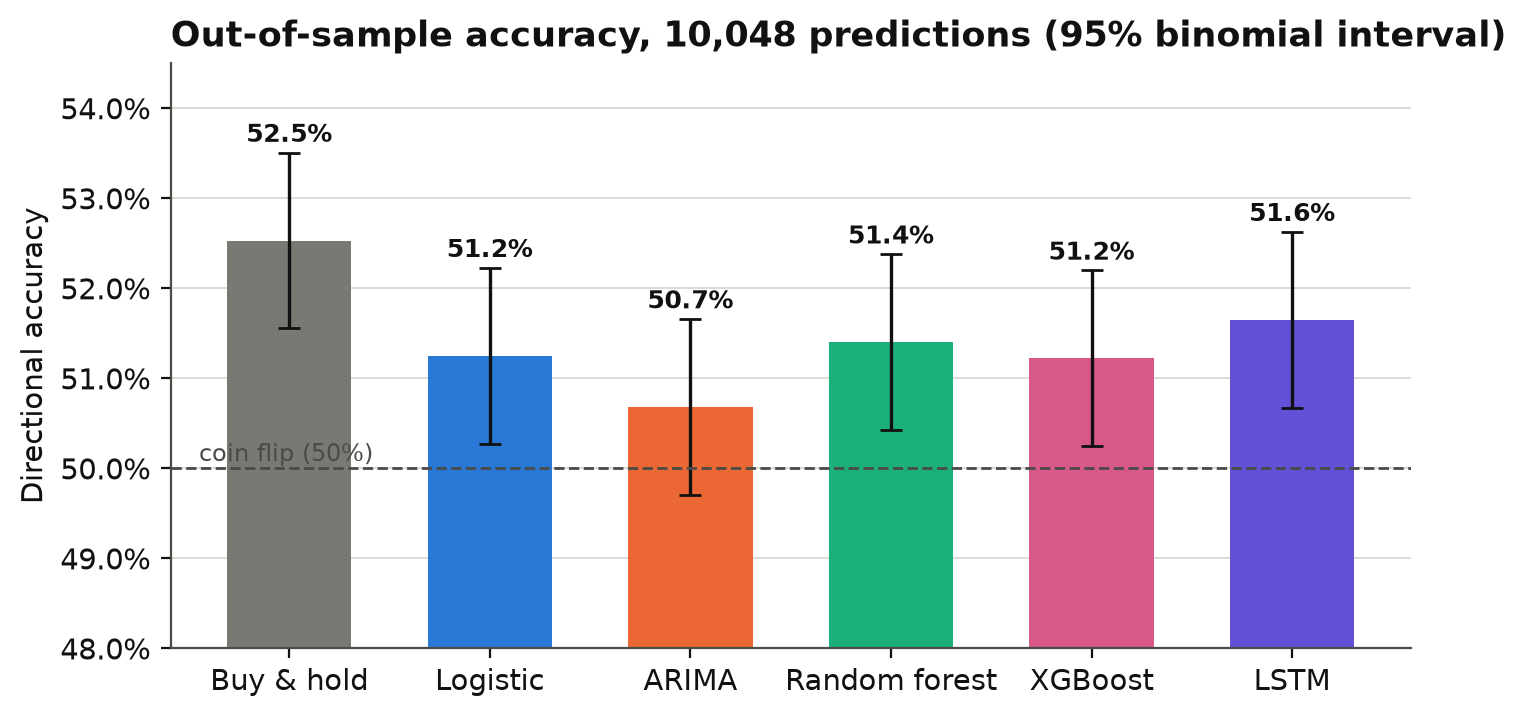 Out-of-sample accuracy, 10,048 predictions (95% binomial interval)
Directional accuracy
54.0%
53.0%
52.0%
51.0%
50.0%
49.0%
48.0%
52.5%
51.2%
50.7%
51.4%
51.2%
51.6%
coin flip (50%)
Buy & hold
Logistic
ARIMA
Random forest
XGBoost
LSTM